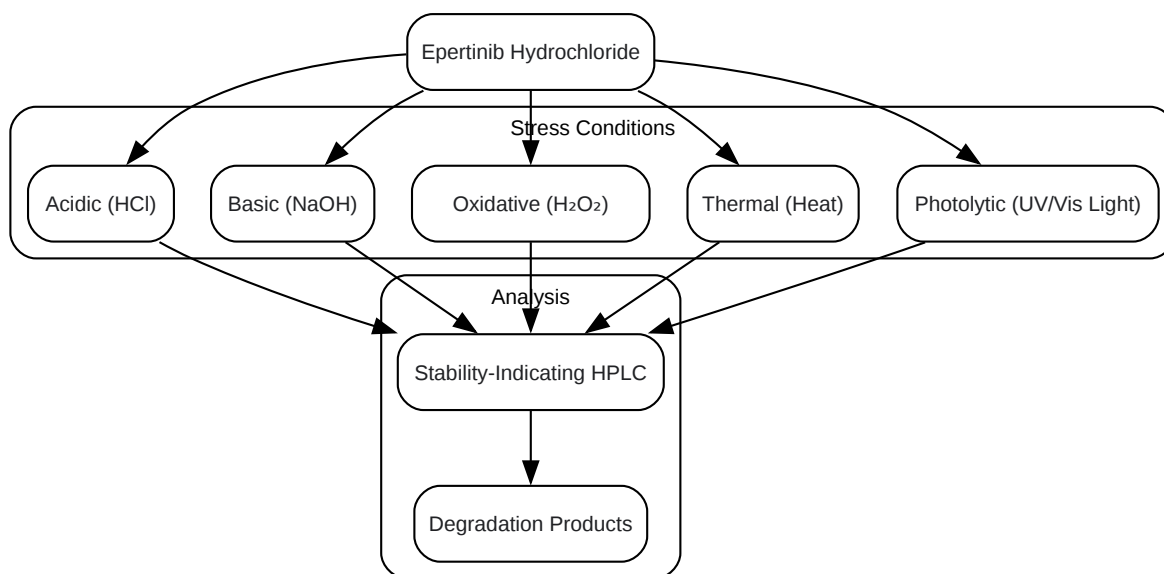 Epertinib Hydrochloride
Stress Conditions
Acidic (HCl)
Basic (NaOH)
Oxidative (H₂O₂)
Thermal (Heat)
Photolytic (UV/Vis Light)
Analysis
Stability-Indicating HPLC
Degradation Products